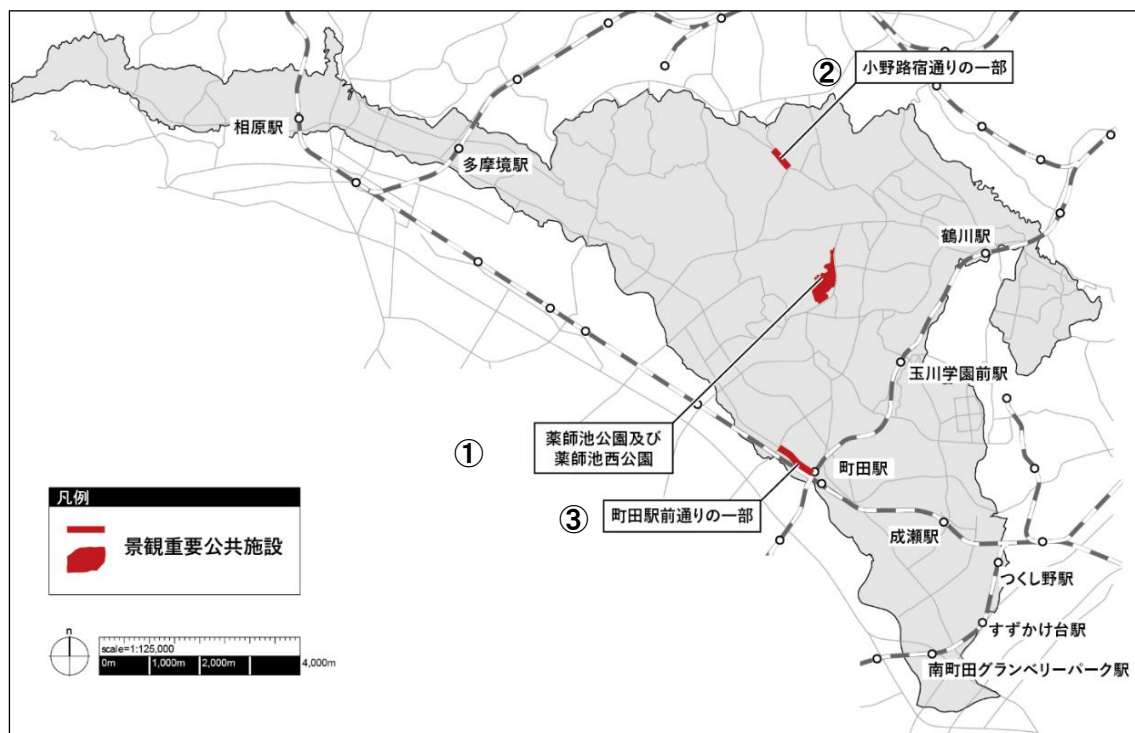 ②
小野路宿通りの一部
相原駅
多摩境駅
鶴川駅
玉川学園前駅
①
薬師池公園及び
薬師池西公園
町田駅
③
町田駅前通りの一部
成瀬駅
つくし野駅
すずかけ台駅
南町田グランベリーパーク駅
凡例
景観重要公共施設
n
scale=1:125,000
0m 1,000m 2,000m 4,000m